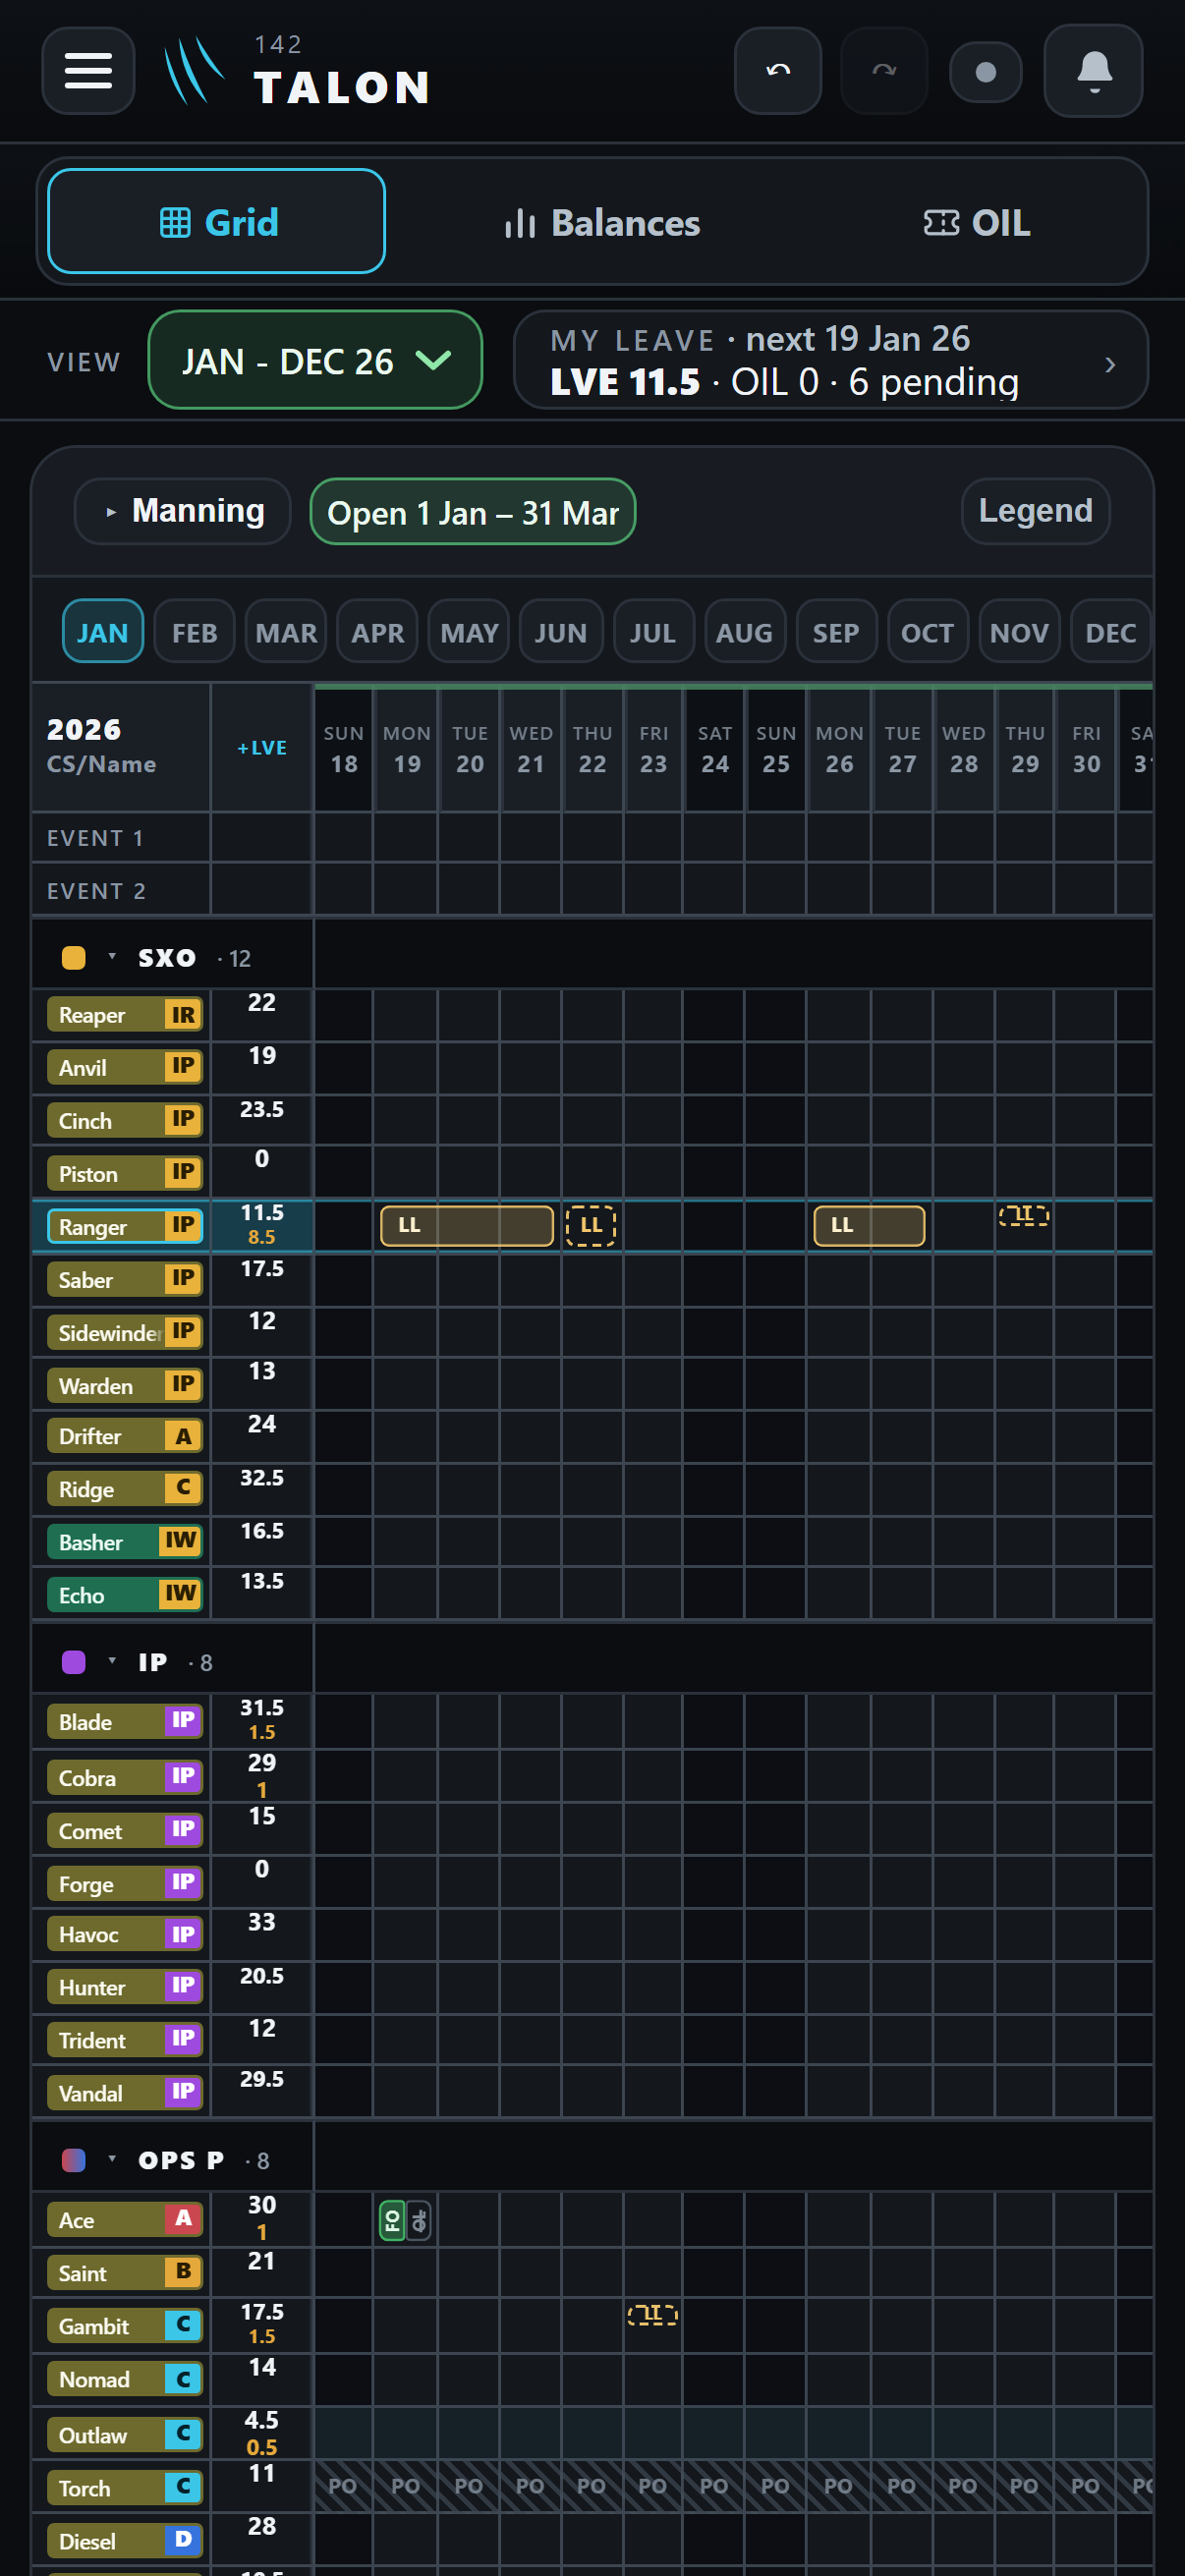 142
TALON
Grid
Balances
OIL
VIEW
JAN - DEC 26
MY LEAVE · next 19 Jan 26
LVE 11.5 · OIL 0 · 6 pending
Manning
Open 1 Jan – 31 Mar
Legend
JAN FEB MAR APR MAY JUN JUL AUG SEP OCT NOV DEC
2026
CS/Name
+LVE
SUN MON TUE WED THU FRI SAT SUN MON TUE WED THU FRI
18 19 20 21 22 23 24 25 26 27 28 29 30
EVENT 1
EVENT 2
SXO · 12
Reaper IR 22
Anvil IP 19
Cinch IP 23.5
Piston IP 0
Ranger IP 11.5 8.5 LL LL LL LL
Saber IP 17.5
Sidewinder IP 12
Warden IP 13
Drifter A 24
Ridge C 32.5
Basher IW 16.5
Echo IW 13.5
IP · 8
Blade IP 31.5 1.5
Cobra IP 29 1
Comet IP 15
Forge IP 0
Havoc IP 33
Hunter IP 20.5
Trident IP 12
Vandal IP 29.5
OPS P · 8
Ace A 30 1 FO
Saint B 21
Gambit C 17.5 1.5 LL
Nomad C 14
Outlaw C 4.5 0.5
Torch C 11 PO PO PO PO PO PO PO PO PO PO PO PO PO
Diesel D 28